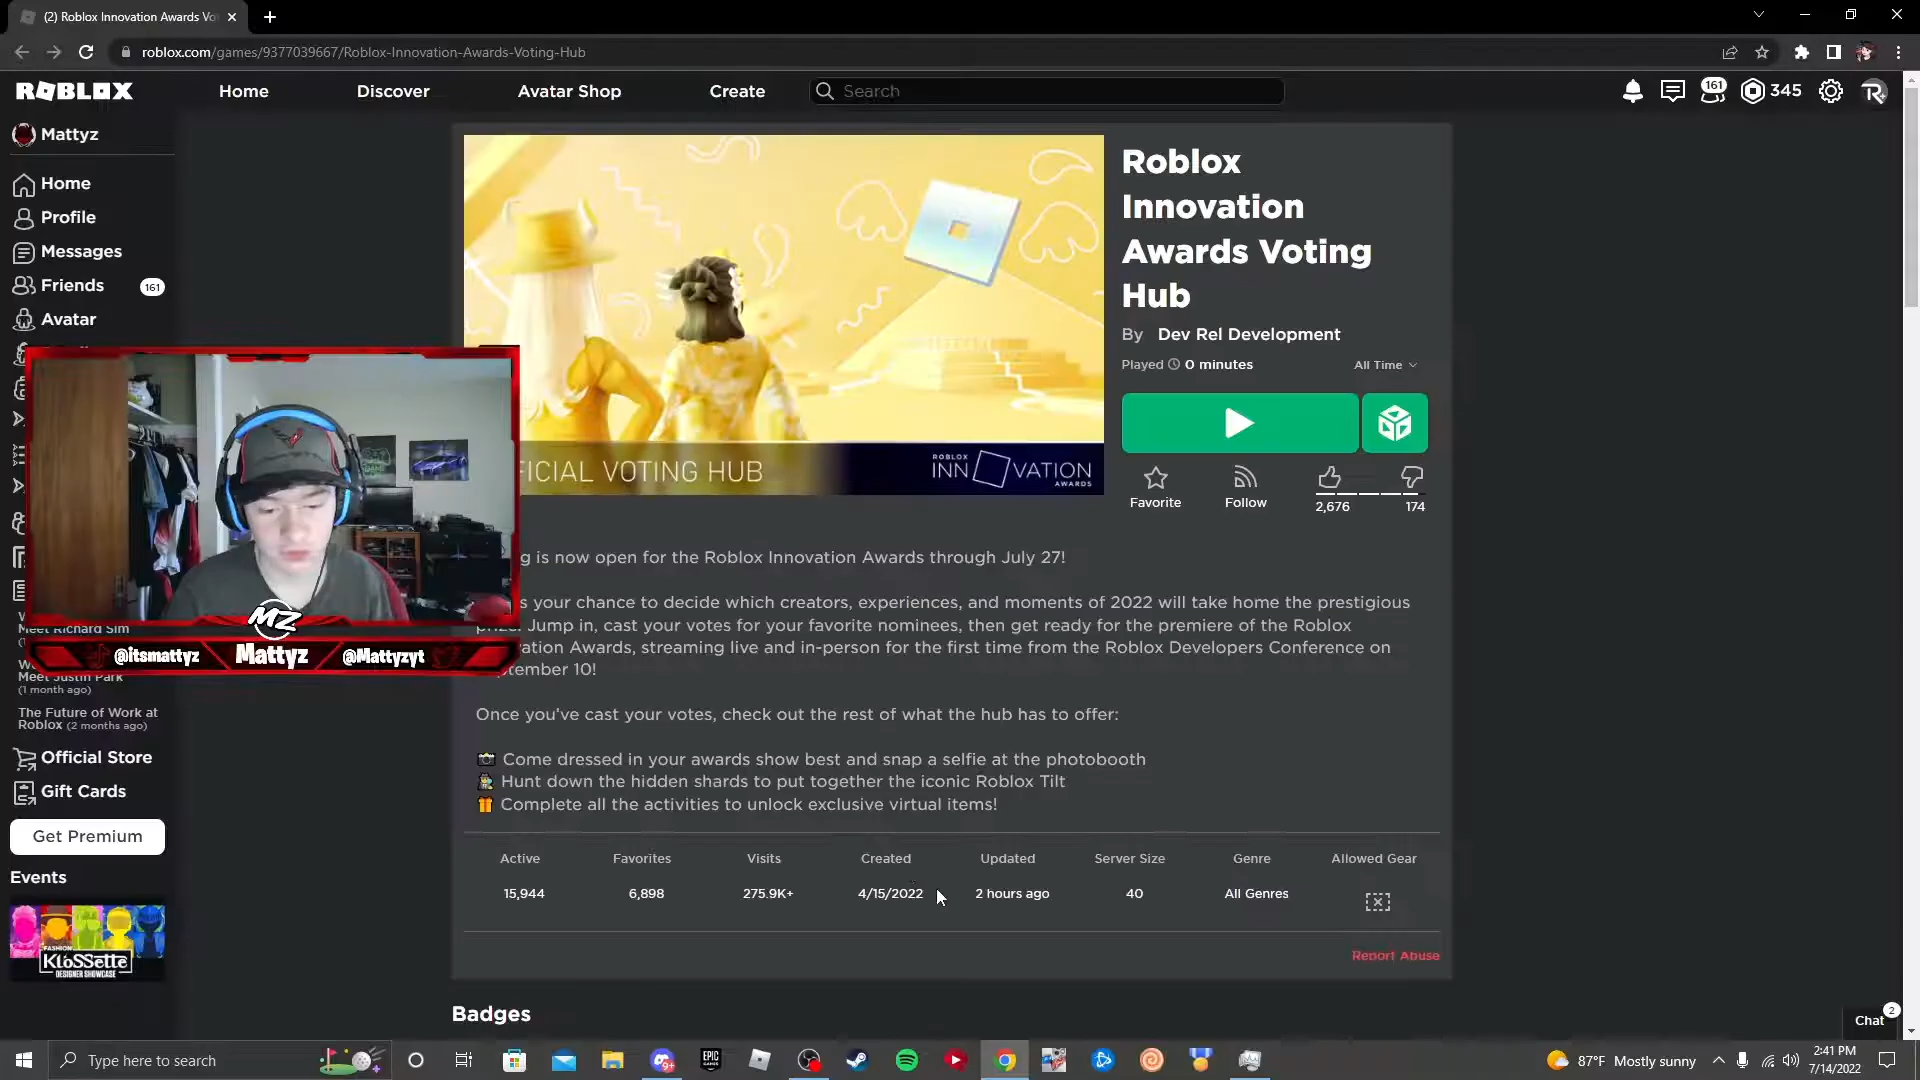 (2) Roblox Innovation Awards Vo
roblox.com/games/9377039667/Roblox-Innovation-Awards-Voting-Hub
ROBLOX
Home
Discover
Avatar Shop
Create
Search
161
345
Mattyz
Home
Profile
Messages
Friends
161
Avatar
Meet Richard Sim
Meet Justin Park
(1 month ago)
The Future of Work at
Roblox (2 months ago)
Official Store
Gift Cards
Get Premium
Events
FASHION
KLOSSETTE
DESIGNER SHOWCASE
MZ
@itsmattyz
Mattyz
@Mattyzyt
FICIAL VOTING HUB
ROBLOX
INNOVATION
AWARDS
Roblox
Innovation
Awards Voting
Hub
By Dev Rel Development
Played 0 minutes
All Time
Favorite
Follow
2,676
174
g is now open for the Roblox Innovation Awards through July 27!
s your chance to decide which creators, experiences, and moments of 2022 will take home the prestigious
Jump in, cast your votes for your favorite nominees, then get ready for the premiere of the Roblox
vation Awards, streaming live and in-person for the first time from the Roblox Developers Conference on
ptember 10!
Once you've cast your votes, check out the rest of what the hub has to offer:
📸 Come dressed in your awards show best and snap a selfie at the photobooth
🕵 Hunt down the hidden shards to put together the iconic Roblox Tilt
🎁 Complete all the activities to unlock exclusive virtual items!
Active
Favorites
Visits
Created
Updated
Server Size
Genre
Allowed Gear
15,944
6,898
275.9K+
4/15/2022
2 hours ago
40
All Genres
Report Abuse
Badges
Chat
2
Type here to search
9+
EPIC
GAMES
87°F Mostly sunny
2:41 PM
7/14/2022